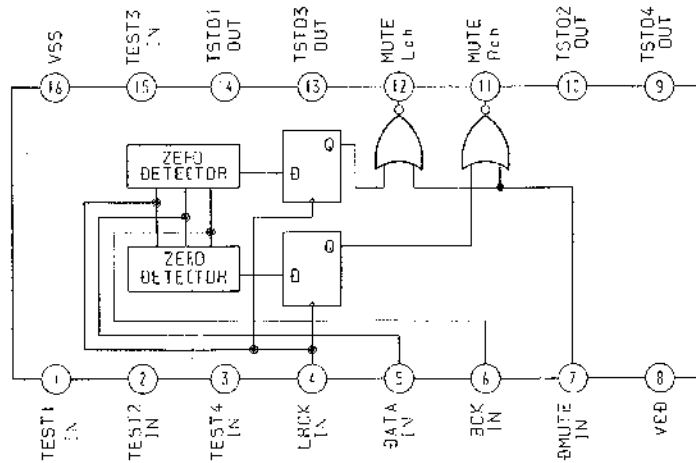 VSS
TEST3
IN
TSTO1
OUT
TSTO3
OUT
MUTE
Lch
MUTE
Rch
TSTO2
OUT
TSTO4
OUT
16
15
14
13
12
11
10
9
ZERO
DETECTOR
D
Q
ZERO
DETECTOR
D
Q
1
2
3
4
5
6
7
8
TEST1
IN
TEST2
IN
TEST4
IN
LRCK
IN
DATA
IN
BCK
IN
DMUTE
IN
VDD